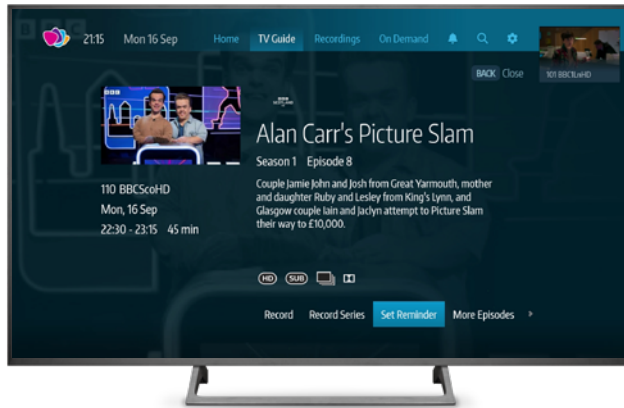 21:15 Mon 16 Sep Home TV Guide Recordings On Demand
BACK Close
101 BBC1LnHD
BBC
SCOTLAND
Alan Carr's Picture Slam
Season 1 Episode 8
Couple Jamie John and Josh from Great Yarmouth, mother
and daughter Ruby and Lesley from King's Lynn, and
Glasgow couple Iain and Jaclyn attempt to Picture Slam
their way to £10,000.
110 BBCScoHD
Mon, 16 Sep
22:30 - 23:15 45 min
HD SUB
Record Record Series Set Reminder More Episodes